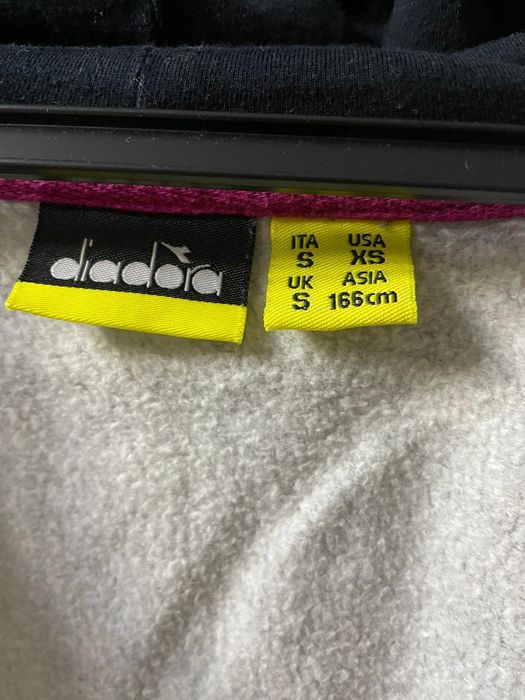 diadora
ITA USA
S XS
UK ASIA
S 166cm